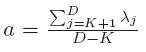 a = \frac{\sum_{j=K+1}^{D} \lambda_j}{D-K}